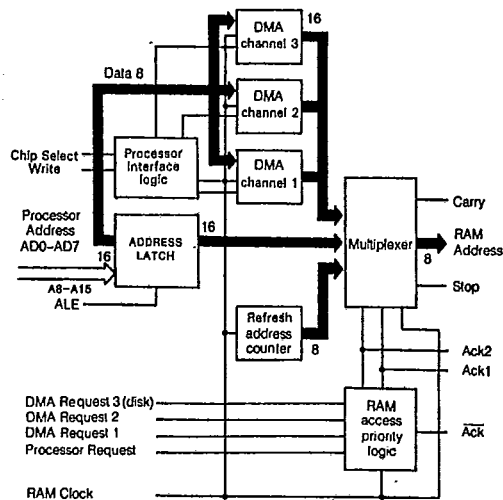 DMA
channel 3
16
Data 8
DMA
channel 2
Chip Select
Write
Processor
Interface
logic
DMA
channel 1
Processor
Address
AD0-AD7
16
A8-A15
ALE
ADDRESS
LATCH
16
Multiplexer
Carry
RAM
Address
8
Stop
Refresh
address
counter
8
Ack2
Ack1
DMA Request 3 (disk)
DMA Request 2
DMA Request 1
Processor Request
RAM
access
priority
logic
Ack
RAM Clock